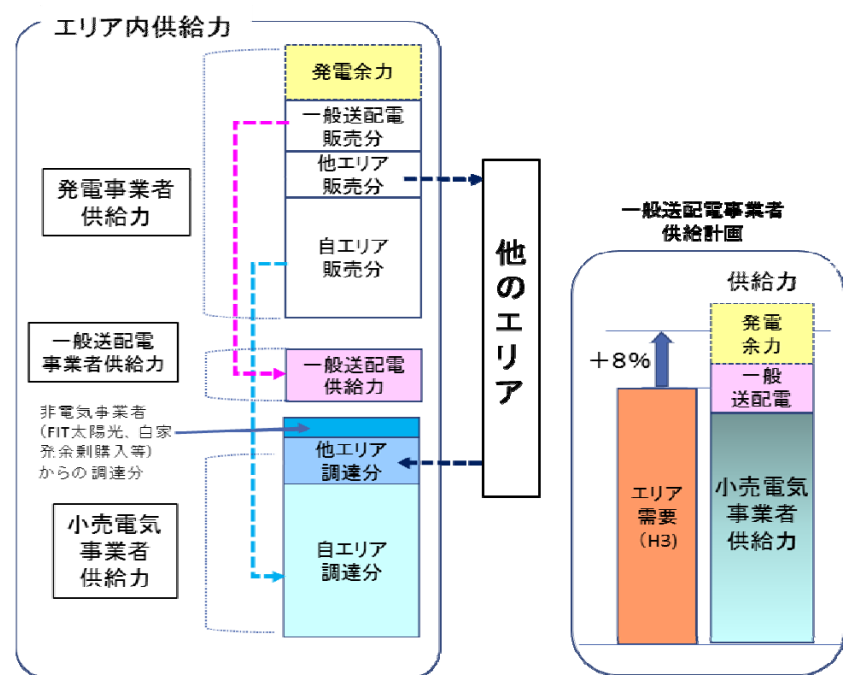 エリア内供給力
発電余力
一般送配電
販売分
他エリア
販売分
自エリア
販売分
発電事業者
供給力
一般送配電
事業者供給力
一般送配電
供給力
非電気事業者
(FIT太陽光、自家
発余剰購入等)
からの調達分
他エリア
調達分
自エリア
調達分
小売電気
事業者
供給力
他のエリア
一般送配電事業者
供給計画
供給力
発電
余力
一般
送配電
小売電気
事業者
供給力
+8%
エリア
需要
(H3)